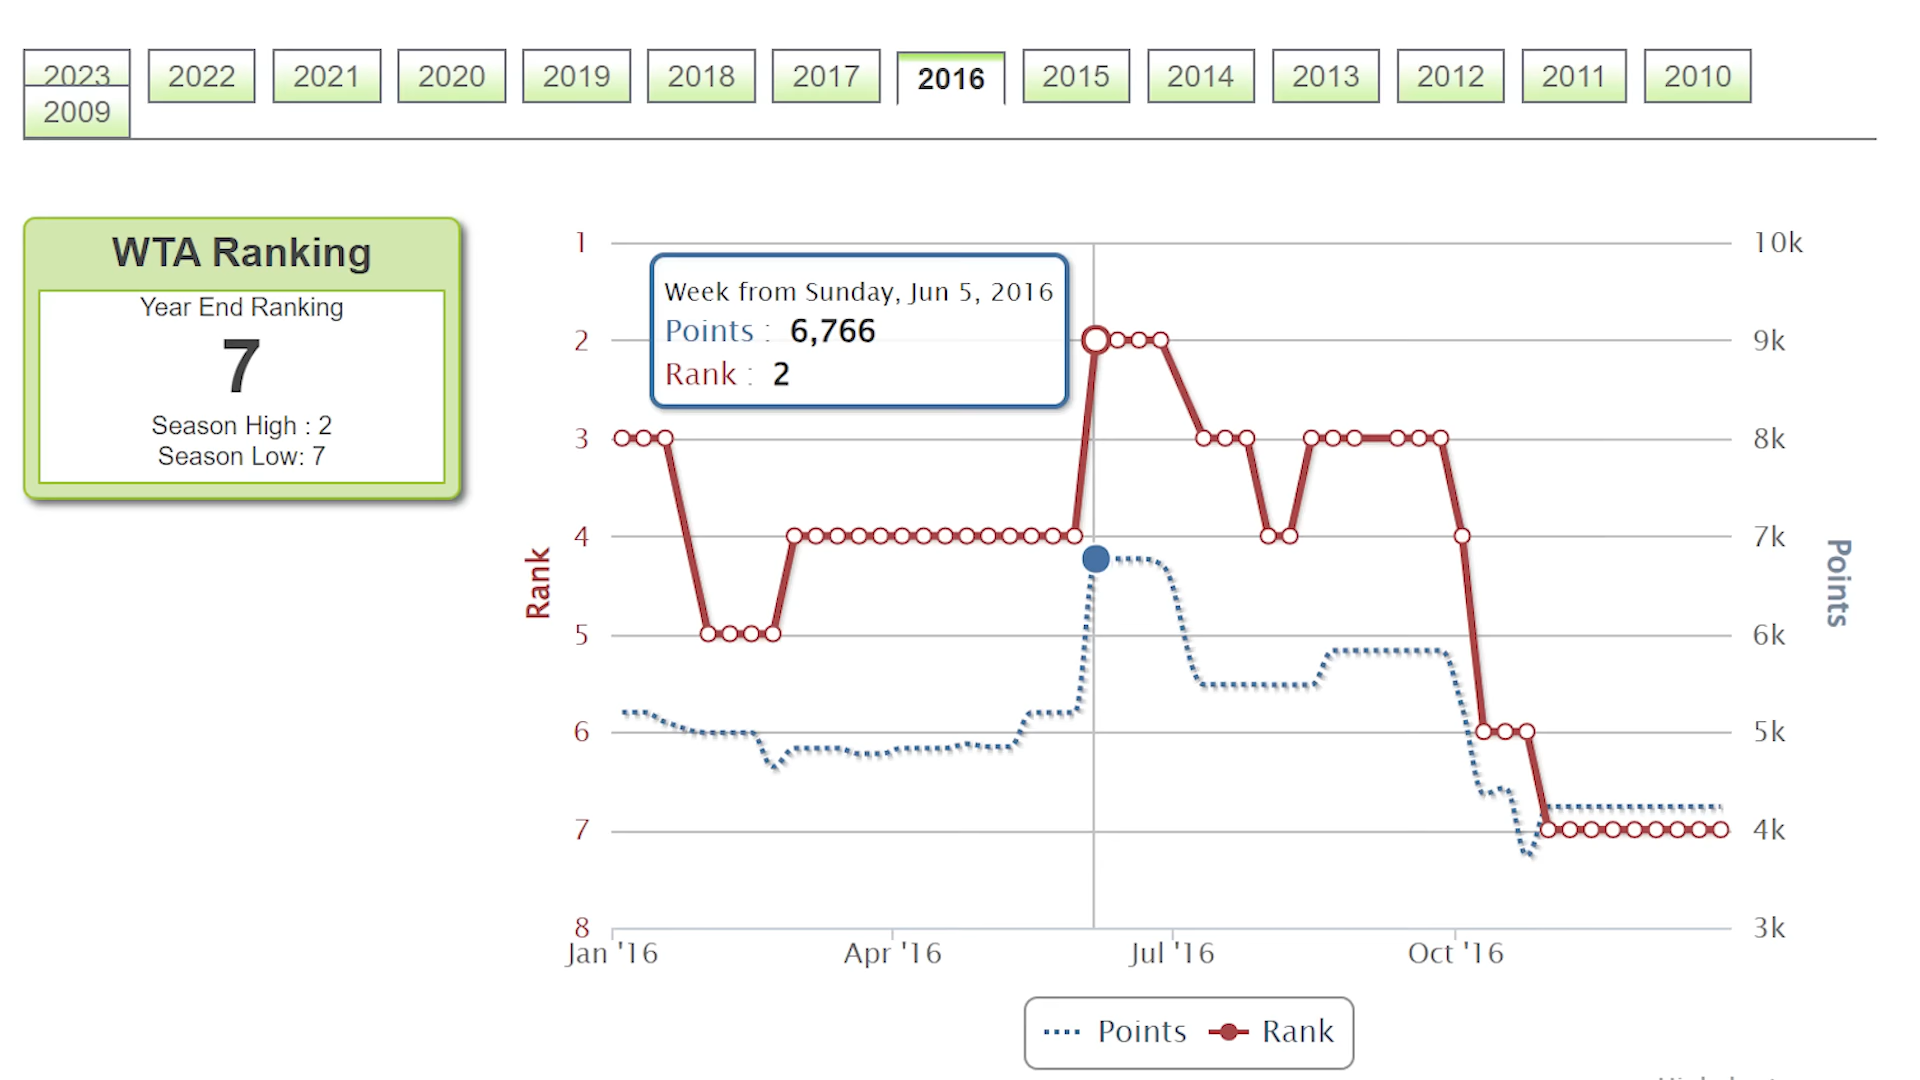 2023 2022 2021 2020 2019 2018 2017 2016 2015 2014 2013 2012 2011 2010
2009
WTA Ranking
Year End Ranking
7
Season High : 2
Season Low: 7
Rank
1
2
3
4
5
6
7
8
Week from Sunday, Jun 5, 2016
Points : 6,766
Rank : 2
10k
9k
8k
7k
6k
5k
4k
3k
Points
Jan '16 Apr '16 Jul '16 Oct '16
Points Rank